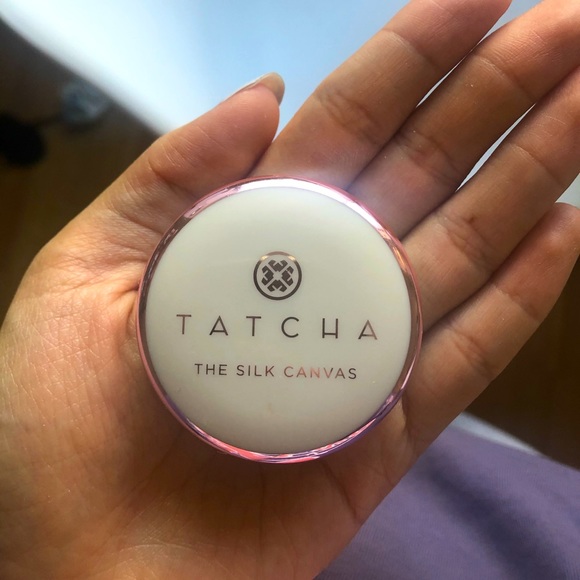 TATCHA
THE SILK CANVAS